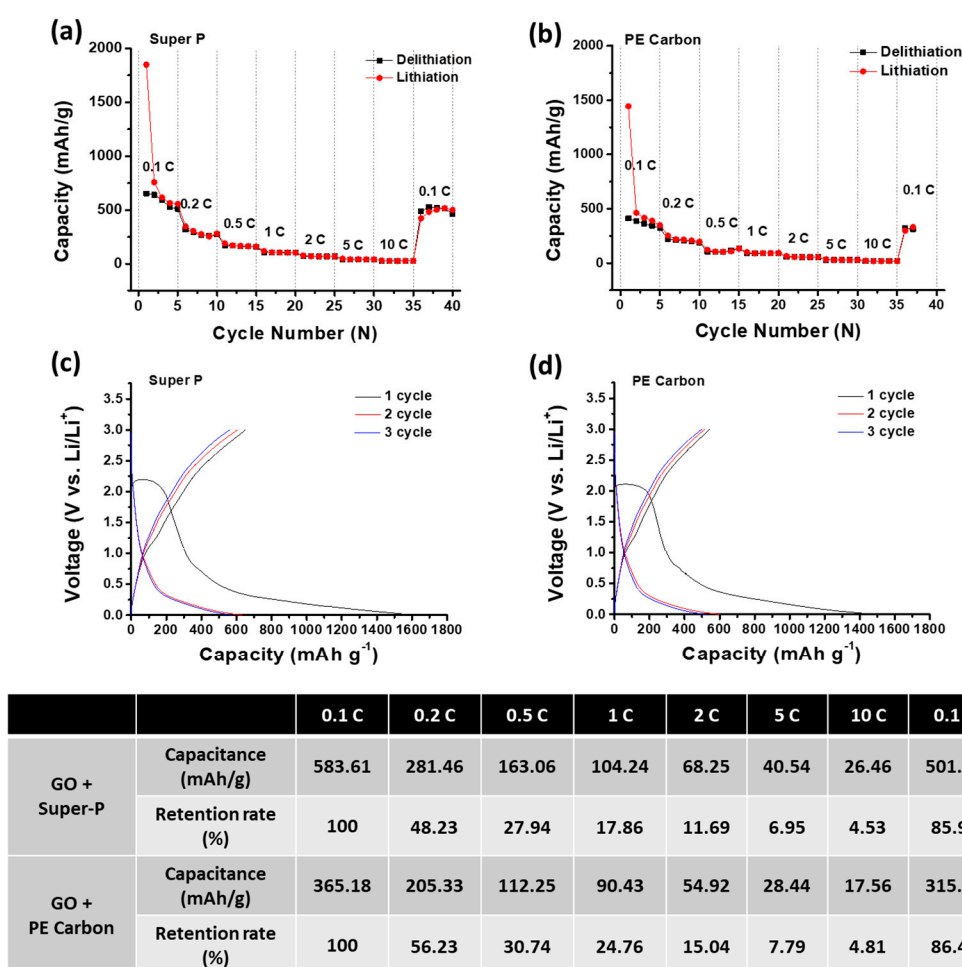 (a)
Super P
Delithiation
Lithiation
2000
1500
1000
500
0
Capacity (mAh/g)
0.1 C
0.2 C
0.5 C
1 C
2 C
5 C
10 C
0.1 C
0 5 10 15 20 25 30 35 40
Cycle Number (N)
(b)
PE Carbon
Delithiation
Lithiation
2000
1500
1000
500
0
Capacity (mAh/g)
0.1 C
0.2 C
0.5 C
1 C
2 C
5 C
10 C
0.1 C
0 5 10 15 20 25 30 35 40
Cycle Number (N)
(c)
Super P
1 cycle
2 cycle
3 cycle
3.5
3.0
2.5
2.0
1.5
1.0
0.5
0.0
Voltage (V vs. Li/Li⁺)
0 200 400 600 800 1000 1200 1400 1600 1800
Capacity (mAh g⁻¹)
(d)
PE Carbon
1 cycle
2 cycle
3 cycle
3.5
3.0
2.5
2.0
1.5
1.0
0.5
0.0
Voltage (V vs. Li/Li⁺)
0 200 400 600 800 1000 1200 1400 1600 1800
Capacity (mAh g⁻¹)
0.1 C 0.2 C 0.5 C 1 C 2 C 5 C 10 C 0.1
GO +
Super-P
Capacitance
(mAh/g)
583.61 281.46 163.06 104.24 68.25 40.54 26.46 501.
Retention rate
(%)
100 48.23 27.94 17.86 11.69 6.95 4.53 85.9
GO +
PE Carbon
Capacitance
(mAh/g)
365.18 205.33 112.25 90.43 54.92 28.44 17.56 315.
Retention rate
(%)
100 56.23 30.74 24.76 15.04 7.79 4.81 86.4